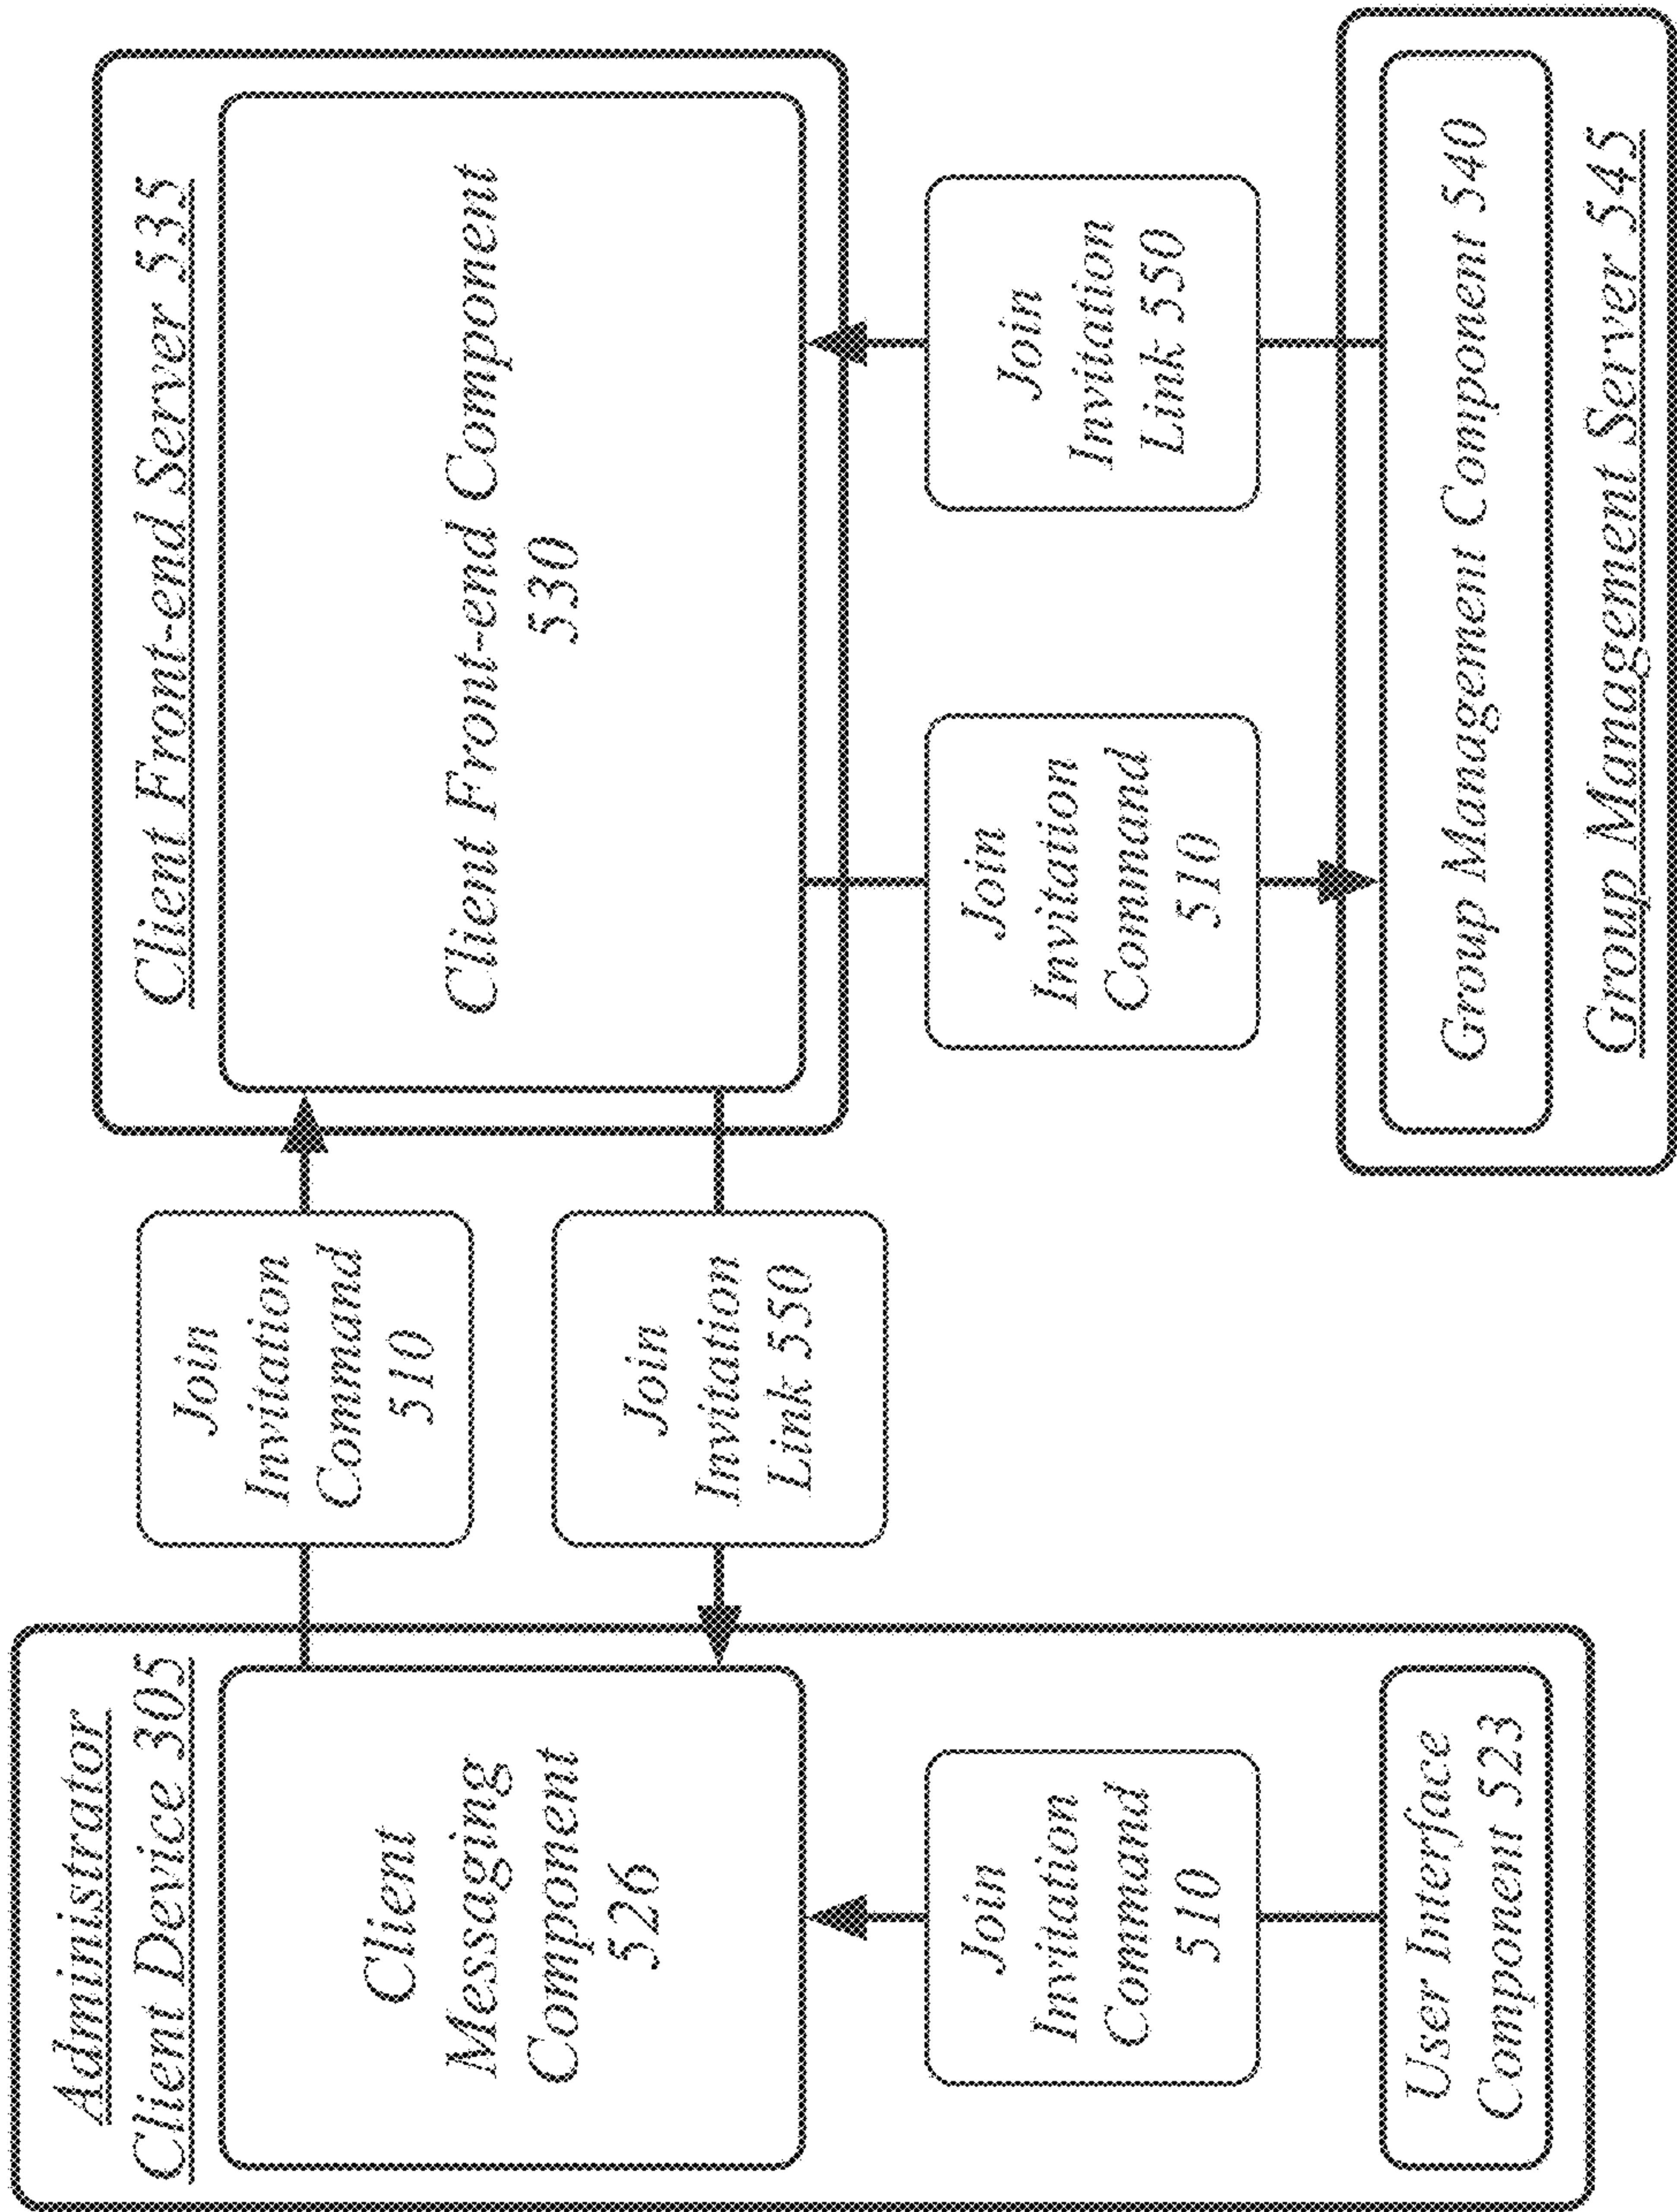 Administrator
Client Device 305
Client
Messaging
Component
526
Join
Invitation
Command
510
User Interface
Component 523
Join
Invitation
Command
510
Join
Invitation
Link 550
Client Front-end Server 535
Client Front-end Component
530
Join
Invitation
Command
510
Join
Invitation
Link 550
Group Management Component 540
Group Management Server 545